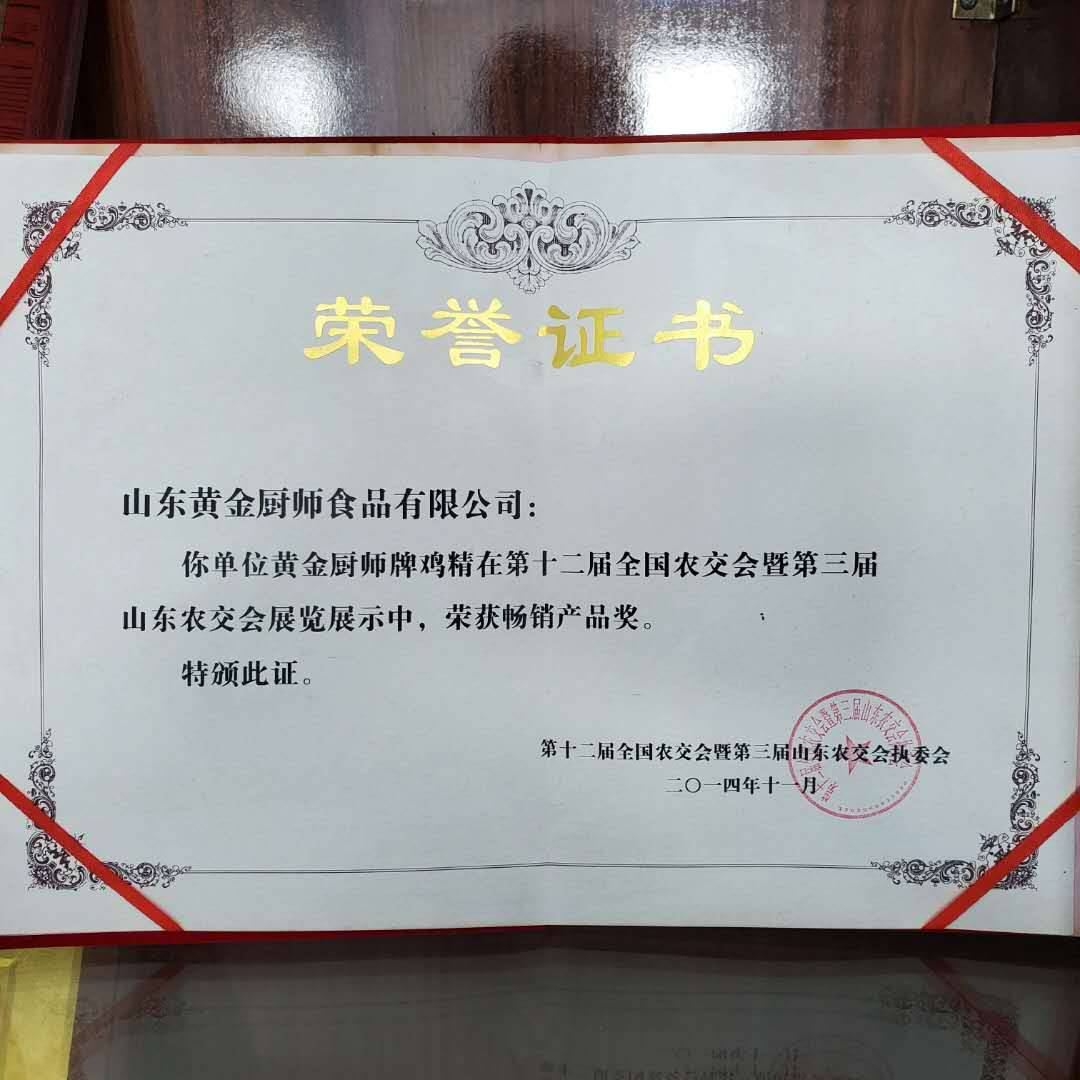 荣誉证书
山东黄金厨师食品有限公司：
你单位黄金厨师牌鸡精在第十二届全国农交会暨第三届
山东农交会展览展示中，荣获畅销产品奖。
特颁此证。
第十二届全国农交会暨第三届山东农交会执委会
二〇一四年十一月